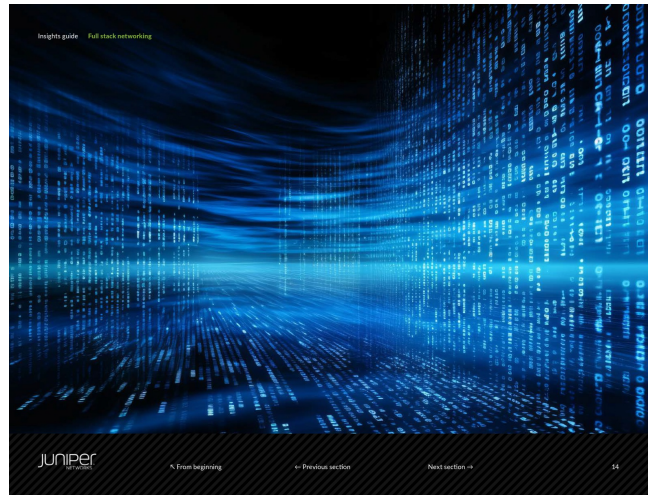 Insights guide Full stack networking
JUNIPER
NETWORKS
↖ From beginning
← Previous section
Next section →
14